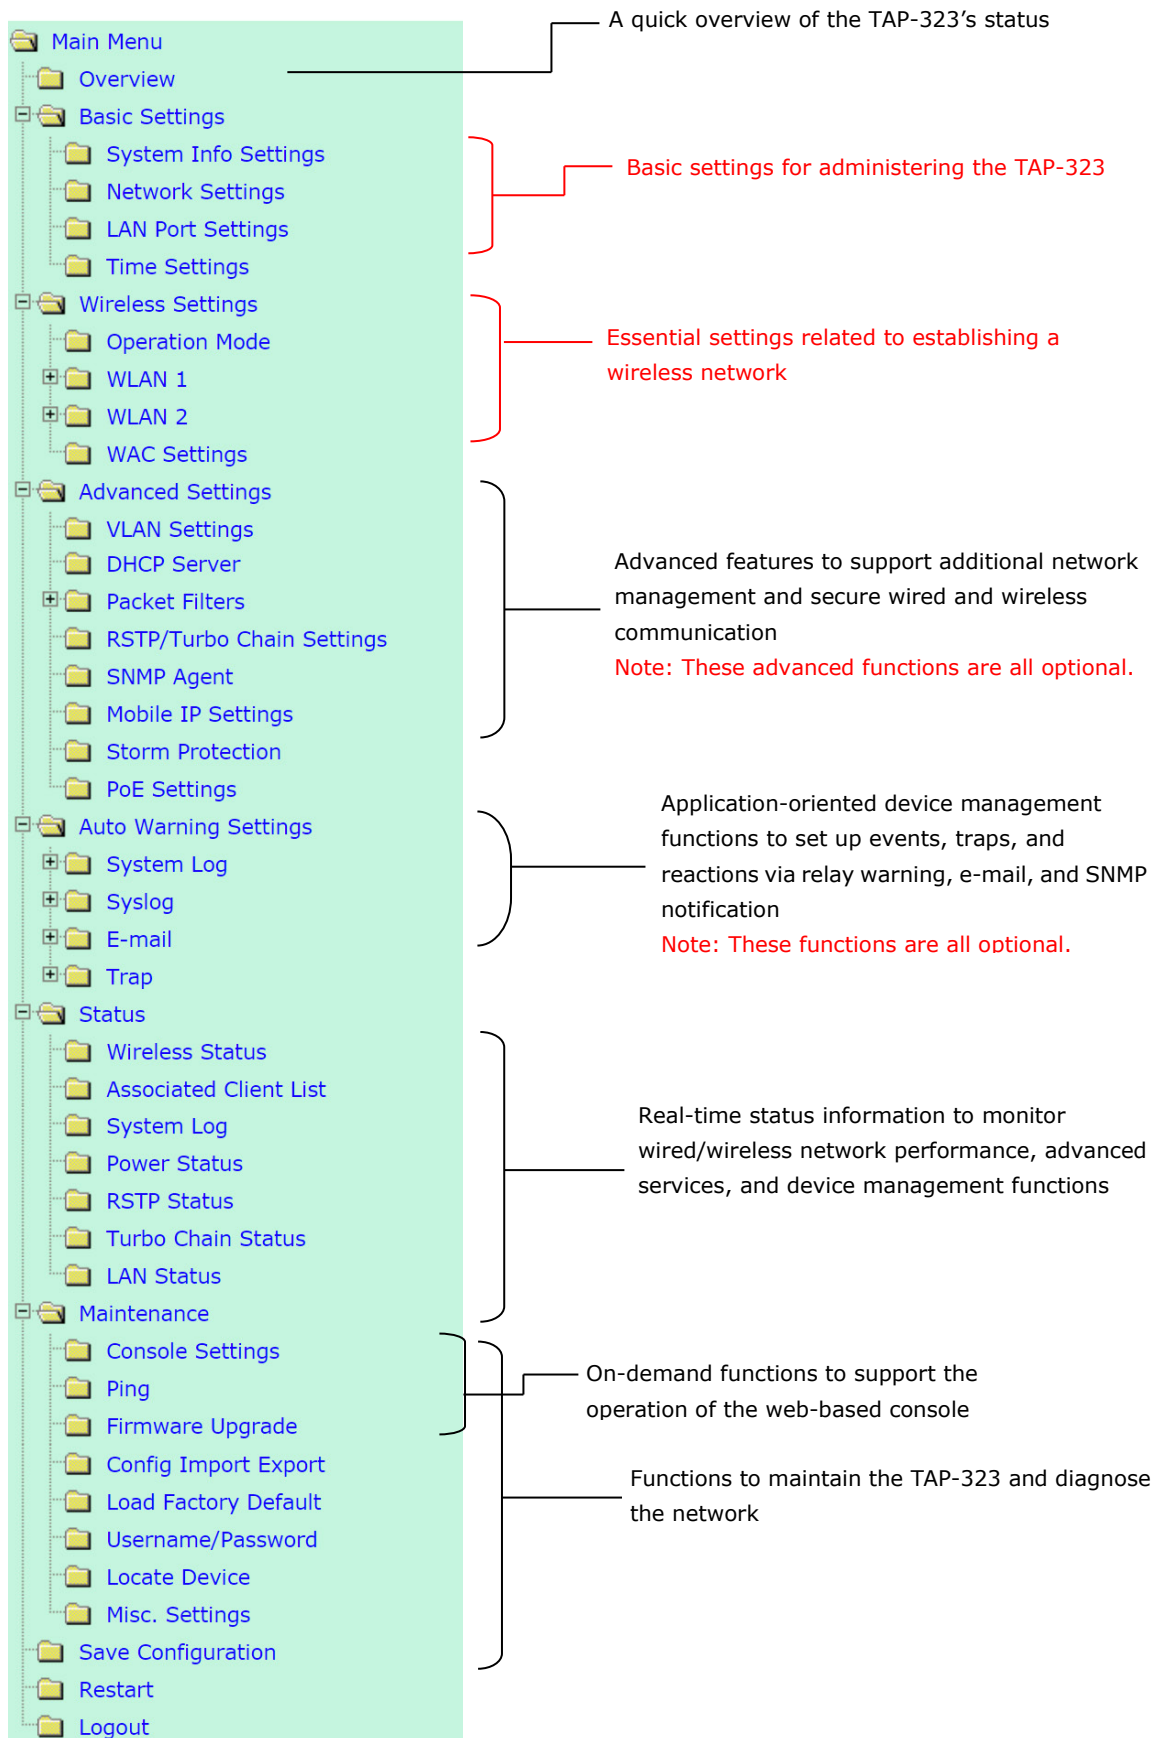 A quick overview of the TAP-323’s status
Main Menu
Overview
Basic Settings
System Info Settings
Network Settings
LAN Port Settings
Time Settings
Basic settings for administering the TAP-323
Wireless Settings
Operation Mode
WLAN 1
WLAN 2
WAC Settings
Essential settings related to establishing a
wireless network
Advanced Settings
VLAN Settings
DHCP Server
Packet Filters
RSTP/Turbo Chain Settings
SNMP Agent
Mobile IP Settings
Storm Protection
PoE Settings
Advanced features to support additional network
management and secure wired and wireless
communication
Note: These advanced functions are all optional.
Auto Warning Settings
System Log
Syslog
E-mail
Trap
Application-oriented device management
functions to set up events, traps, and
reactions via relay warning, e-mail, and SNMP
notification
Note: These functions are all optional.
Status
Wireless Status
Associated Client List
System Log
Power Status
RSTP Status
Turbo Chain Status
LAN Status
Real-time status information to monitor
wired/wireless network performance, advanced
services, and device management functions
Maintenance
Console Settings
Ping
Firmware Upgrade
Config Import Export
Load Factory Default
Username/Password
Locate Device
Misc. Settings
Save Configuration
Restart
Logout
On-demand functions to support the
operation of the web-based console
Functions to maintain the TAP-323 and diagnose
the network